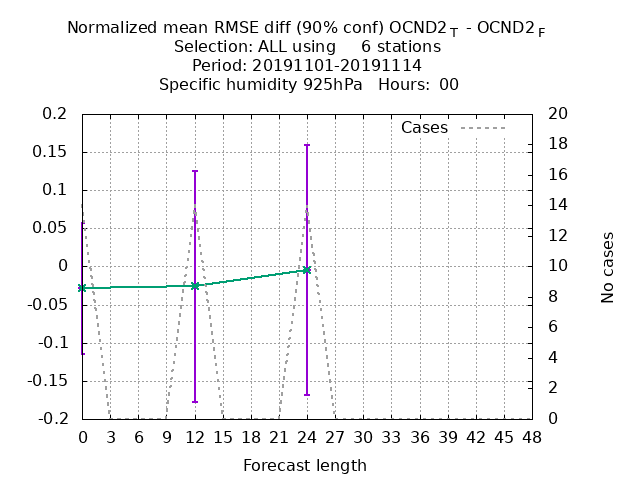 Normalized mean RMSE diff (90% conf) OCND2 T - OCND2 F
Selection: ALL using 6 stations
Period: 20191101-20191114
Specific humidity 925hPa Hours: 00
Cases
0.2
0.15
0.1
0.05
0
-0.05
-0.1
-0.15
-0.2
20
18
16
14
12
10
8
6
4
2
0
No cases
0 3 6 9 12 15 18 21 24 27 30 33 36 39 42 45 48
Forecast length